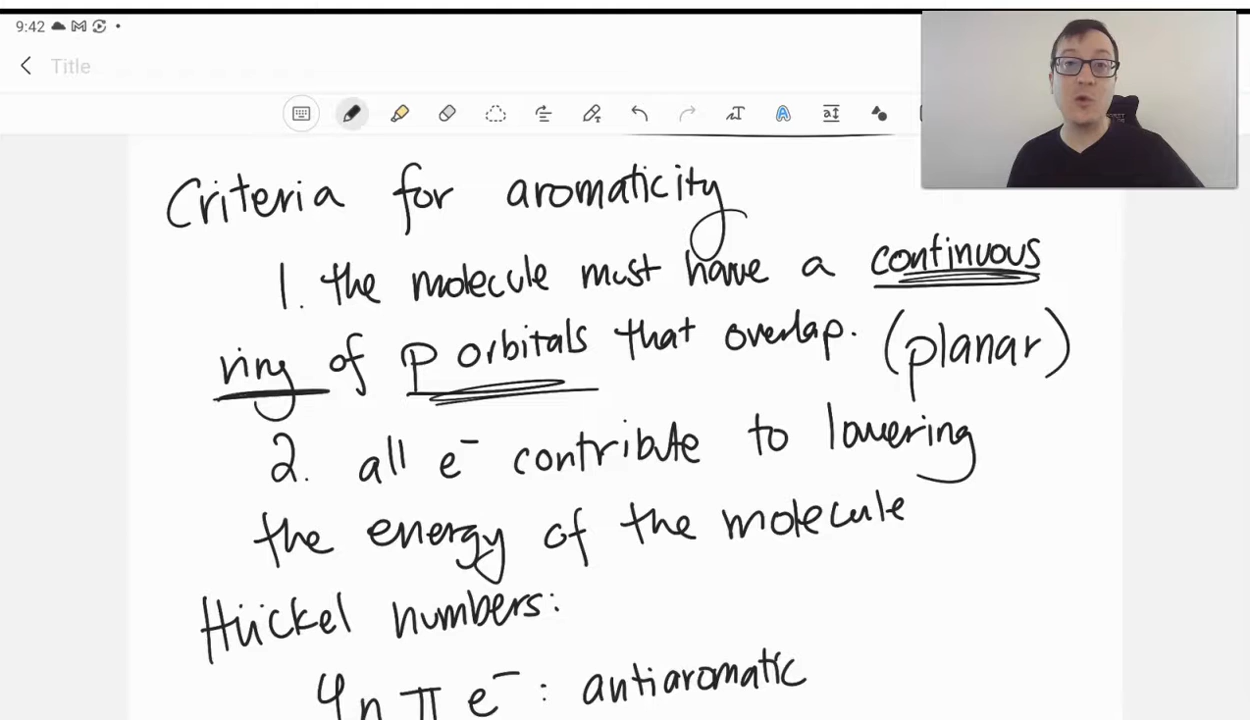 9:42
Title
Criteria for aromaticity
1. the molecule must have a continuous
ring of p orbitals that overlap. (planar)
2. all e⁻ contribute to lowering
the energy of the molecule
Hückel numbers:
4n π e⁻ : antiaromatic